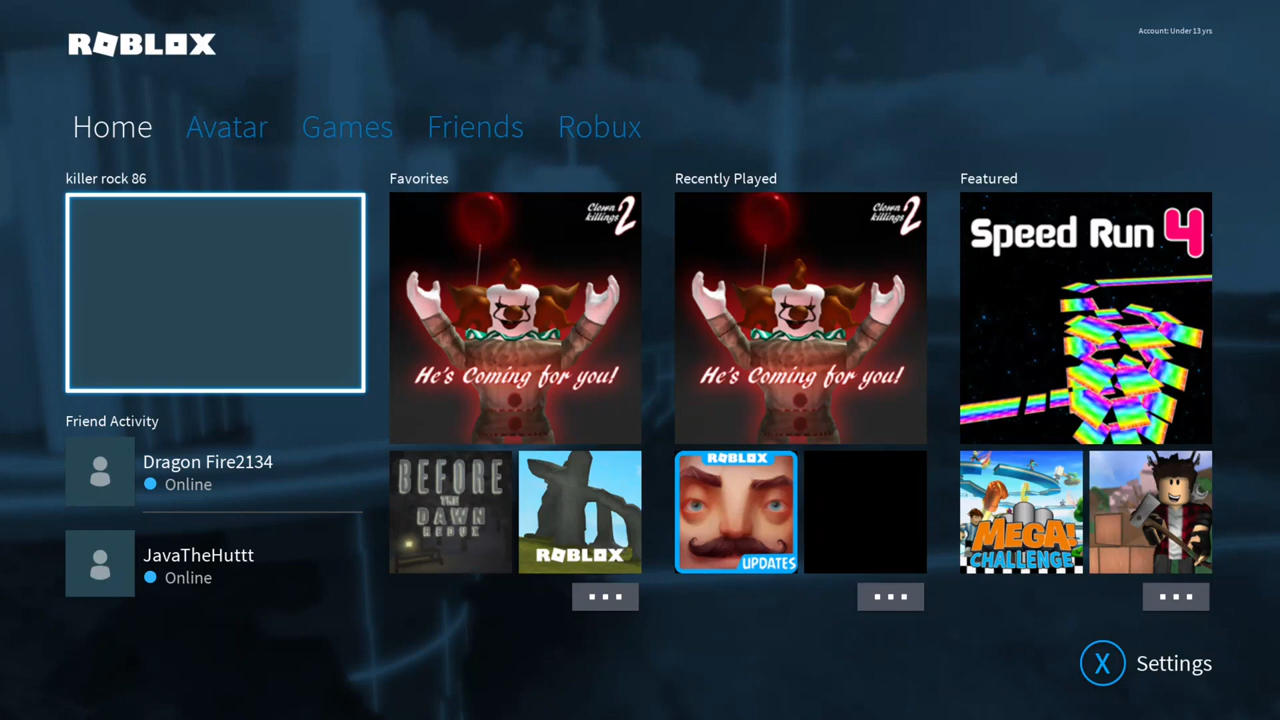 ROBLOX
Account: Under 13 yrs
Home Avatar Games Friends Robux
killer rock 86
Favorites
Recently Played
Featured
Clown
killings 2
He's Coming for you!
Clown
killings 2
He's Coming for you!
Speed Run 4
Friend Activity
Dragon Fire2134
Online
JavaTheHuttt
Online
BEFORE
THE
DAWN
REDUX
ROBLOX
ROBLOX
UPDATES
MEGA!
CHALLENGE
X Settings